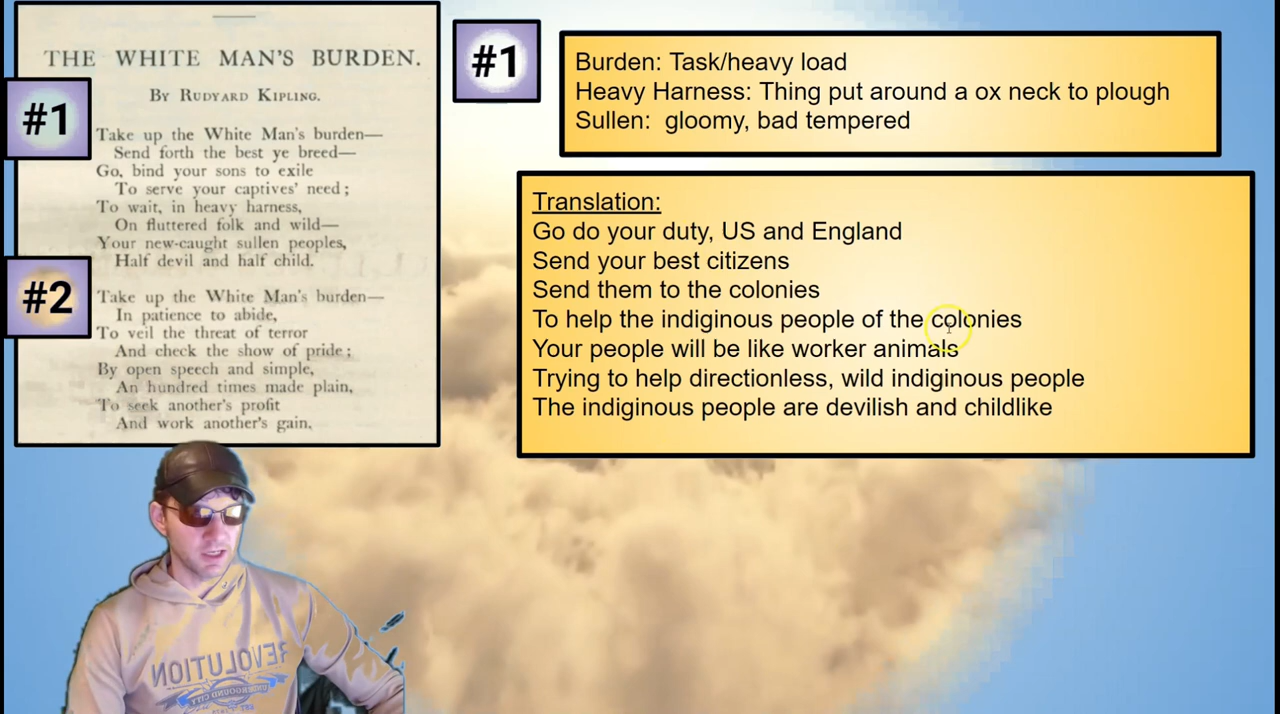 THE WHITE MAN'S BURDEN.
BY RUDYARD KIPLING.
#1
Take up the White Man's burden—
Send forth the best ye breed—
Go, bind your sons to exile
To serve your captives' need;
To wait, in heavy harness,
On fluttered folk and wild—
Your new-caught sullen peoples,
Half devil and half child.
#2
Take up the White Man's burden—
In patience to abide,
To veil the threat of terror
And check the show of pride;
By open speech and simple,
An hundred times made plain,
To seek another's profit
And work another's gain.
#1
Burden: Task/heavy load
Heavy Harness: Thing put around a ox neck to plough
Sullen: gloomy, bad tempered
Translation:
Go do your duty, US and England
Send your best citizens
Send them to the colonies
To help the indiginous people of the colonies
Your people will be like worker animals
Trying to help directionless, wild indiginous people
The indiginous people are devilish and childlike
REVOLUTION
UNDERGROUND CITY